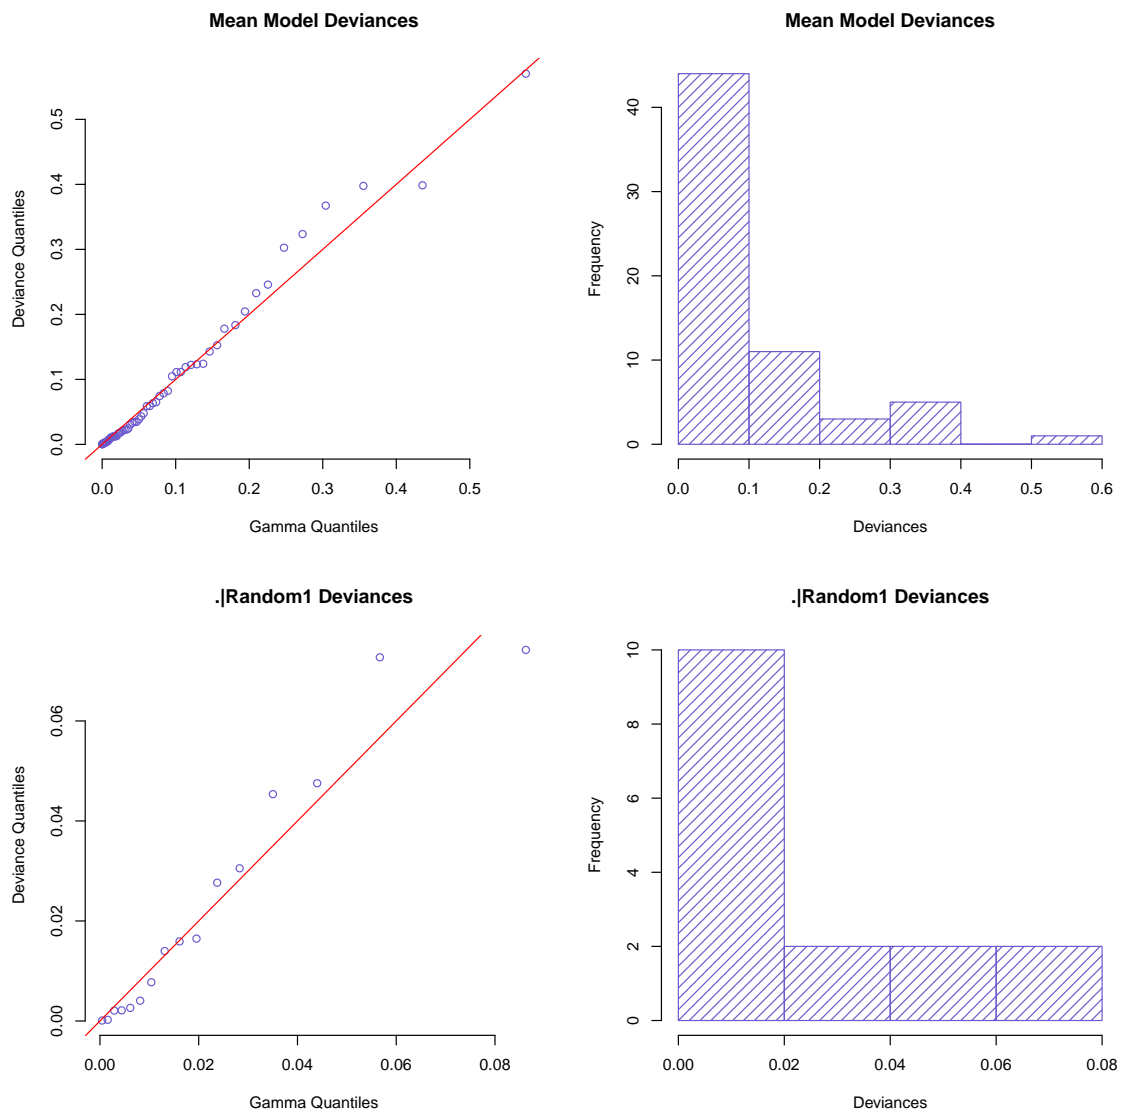 Mean Model Deviances
Deviance Quantiles
0.0 0.1 0.2 0.3 0.4 0.5
0.0 0.1 0.2 0.3 0.4 0.5
Gamma Quantiles
Mean Model Deviances
Frequency
0 10 20 30 40
0.0 0.1 0.2 0.3 0.4 0.5 0.6
Deviances
.|Random1 Deviances
Deviance Quantiles
0.00 0.02 0.04 0.06
0.00 0.02 0.04 0.06 0.08
Gamma Quantiles
.|Random1 Deviances
Frequency
0 2 4 6 8 10
0.00 0.02 0.04 0.06 0.08
Deviances